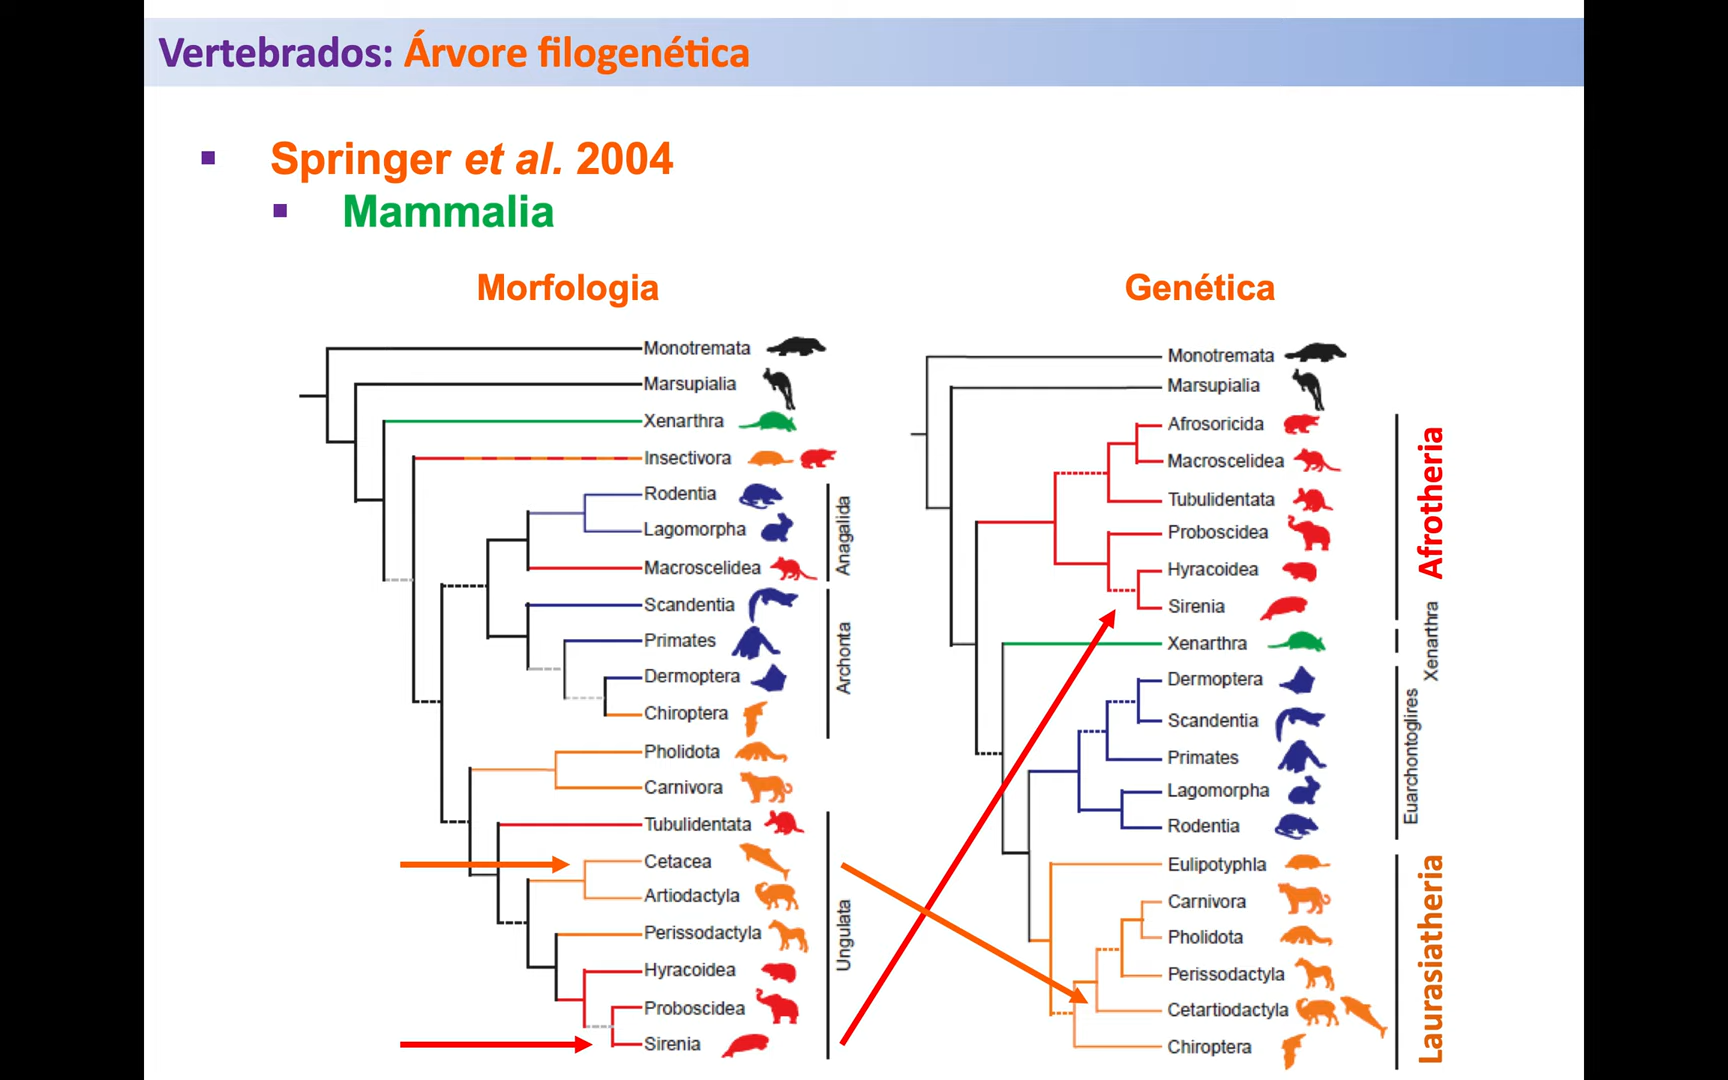 Vertebrados: Árvore filogenética
Springer et al. 2004
Mammalia
Morfologia
Monotremata
Marsupialia
Xenarthra
Insectivora
Rodentia
Lagomorpha
Macroscelidea
Scandentia
Primates
Dermoptera
Chiroptera
Pholidota
Carnivora
Tubulidentata
Cetacea
Artiodactyla
Perissodactyla
Hyracoidea
Proboscidea
Sirenia
Anagalida
Archonta
Ungulata
Genética
Monotremata
Marsupialia
Afrosoricida
Macroscelidea
Tubulidentata
Proboscidea
Hyracoidea
Sirenia
Xenarthra
Dermoptera
Scandentia
Primates
Lagomorpha
Rodentia
Eulipotyphla
Carnivora
Pholidota
Perissodactyla
Cetartiodactyla
Chiroptera
Afrotheria
Xenarthra
Euarchontoglires
Laurasiatheria